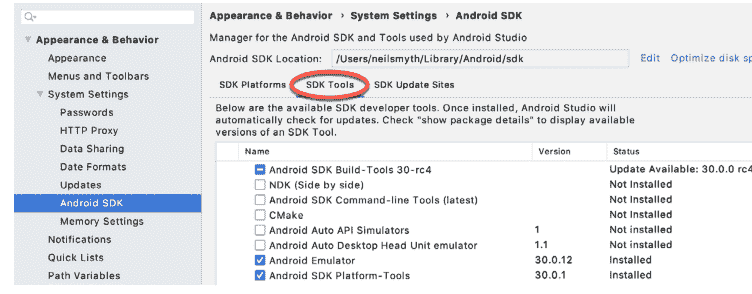 Appearance & Behavior
Appearance
Menus and Toolbars
System Settings
Passwords
HTTP Proxy
Data Sharing
Date Formats
Updates
Android SDK
Memory Settings
Notifications
Quick Lists
Path Variables
Appearance & Behavior › System Settings › Android SDK
Manager for the Android SDK and Tools used by Android Studio
Android SDK Location: /Users/neilsmyth/Library/Android/sdk Edit Optimize disk sp
SDK Platforms SDK Tools SDK Update Sites
Below are the available SDK developer tools. Once installed, Android Studio will
automatically check for updates. Check "show package details" to display available
versions of an SDK Tool.
Name Version Status
Android SDK Build-Tools 30-rc4 Update Available: 30.0.0 rc4
NDK (Side by side) Not Installed
Android SDK Command-line Tools (latest) Not Installed
CMake Not Installed
Android Auto API Simulators 1 Not installed
Android Auto Desktop Head Unit emulator 1.1 Not installed
Android Emulator 30.0.12 Installed
Android SDK Platform-Tools 30.0.1 Installed